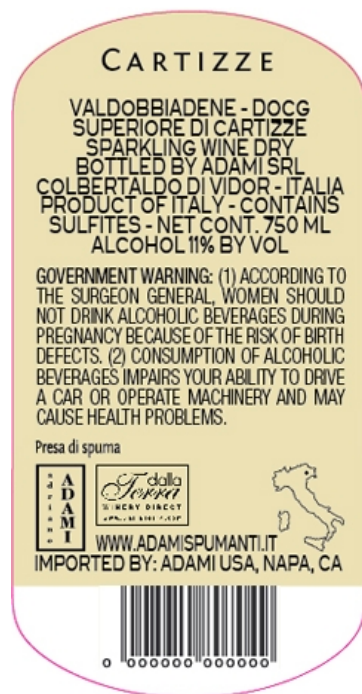 CARTIZZE
VALDOBBIADENE - DOCG
SUPERIORE DI CARTIZZE
SPARKLING WINE DRY
BOTTLED BY ADAMI SRL
COLBERTALDO DI VIDOR - ITALIA
PRODUCT OF ITALY - CONTAINS
SULFITES - NET CONT. 750 ML
ALCOHOL 11% BY VOL
GOVERNMENT WARNING: (1) ACCORDING TO
THE SURGEON GENERAL, WOMEN SHOULD
NOT DRINK ALCOHOLIC BEVERAGES DURING
PREGNANCY BECAUSE OF THE RISK OF BIRTH
DEFECTS. (2) CONSUMPTION OF ALCOHOLIC
BEVERAGES IMPAIRS YOUR ABILITY TO DRIVE
A CAR OR OPERATE MACHINERY AND MAY
CAUSE HEALTH PROBLEMS.
Presa di spuma
adriano
ADAMI
dalla
Terra
WINERY DIRECT
WWW.ADAMISPUMANTI.IT
IMPORTED BY: ADAMI USA, NAPA, CA
0 000000 000000